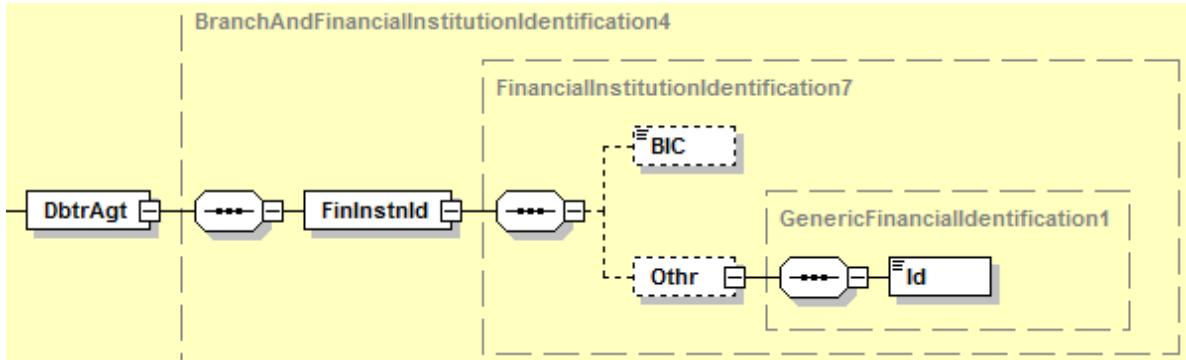 BranchAndFinancialInstitutionIdentification4
FinancialInstitutionIdentification7
BIC
DbtrAgt
FinInstnId
GenericFinancialIdentification1
Othr
Id